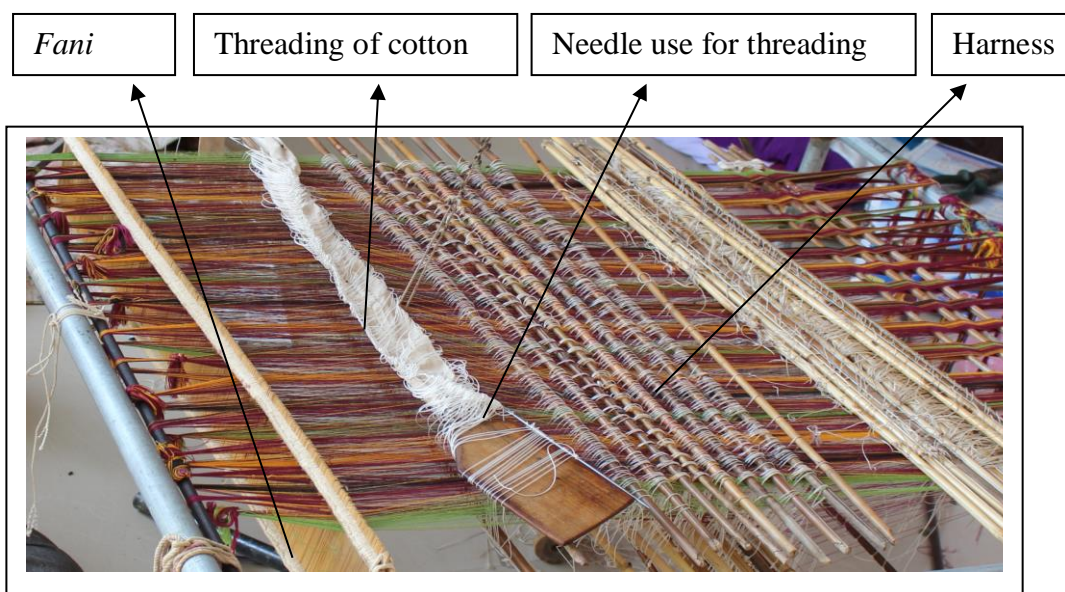 Fani
Threading of cotton
Needle use for threading
Harness